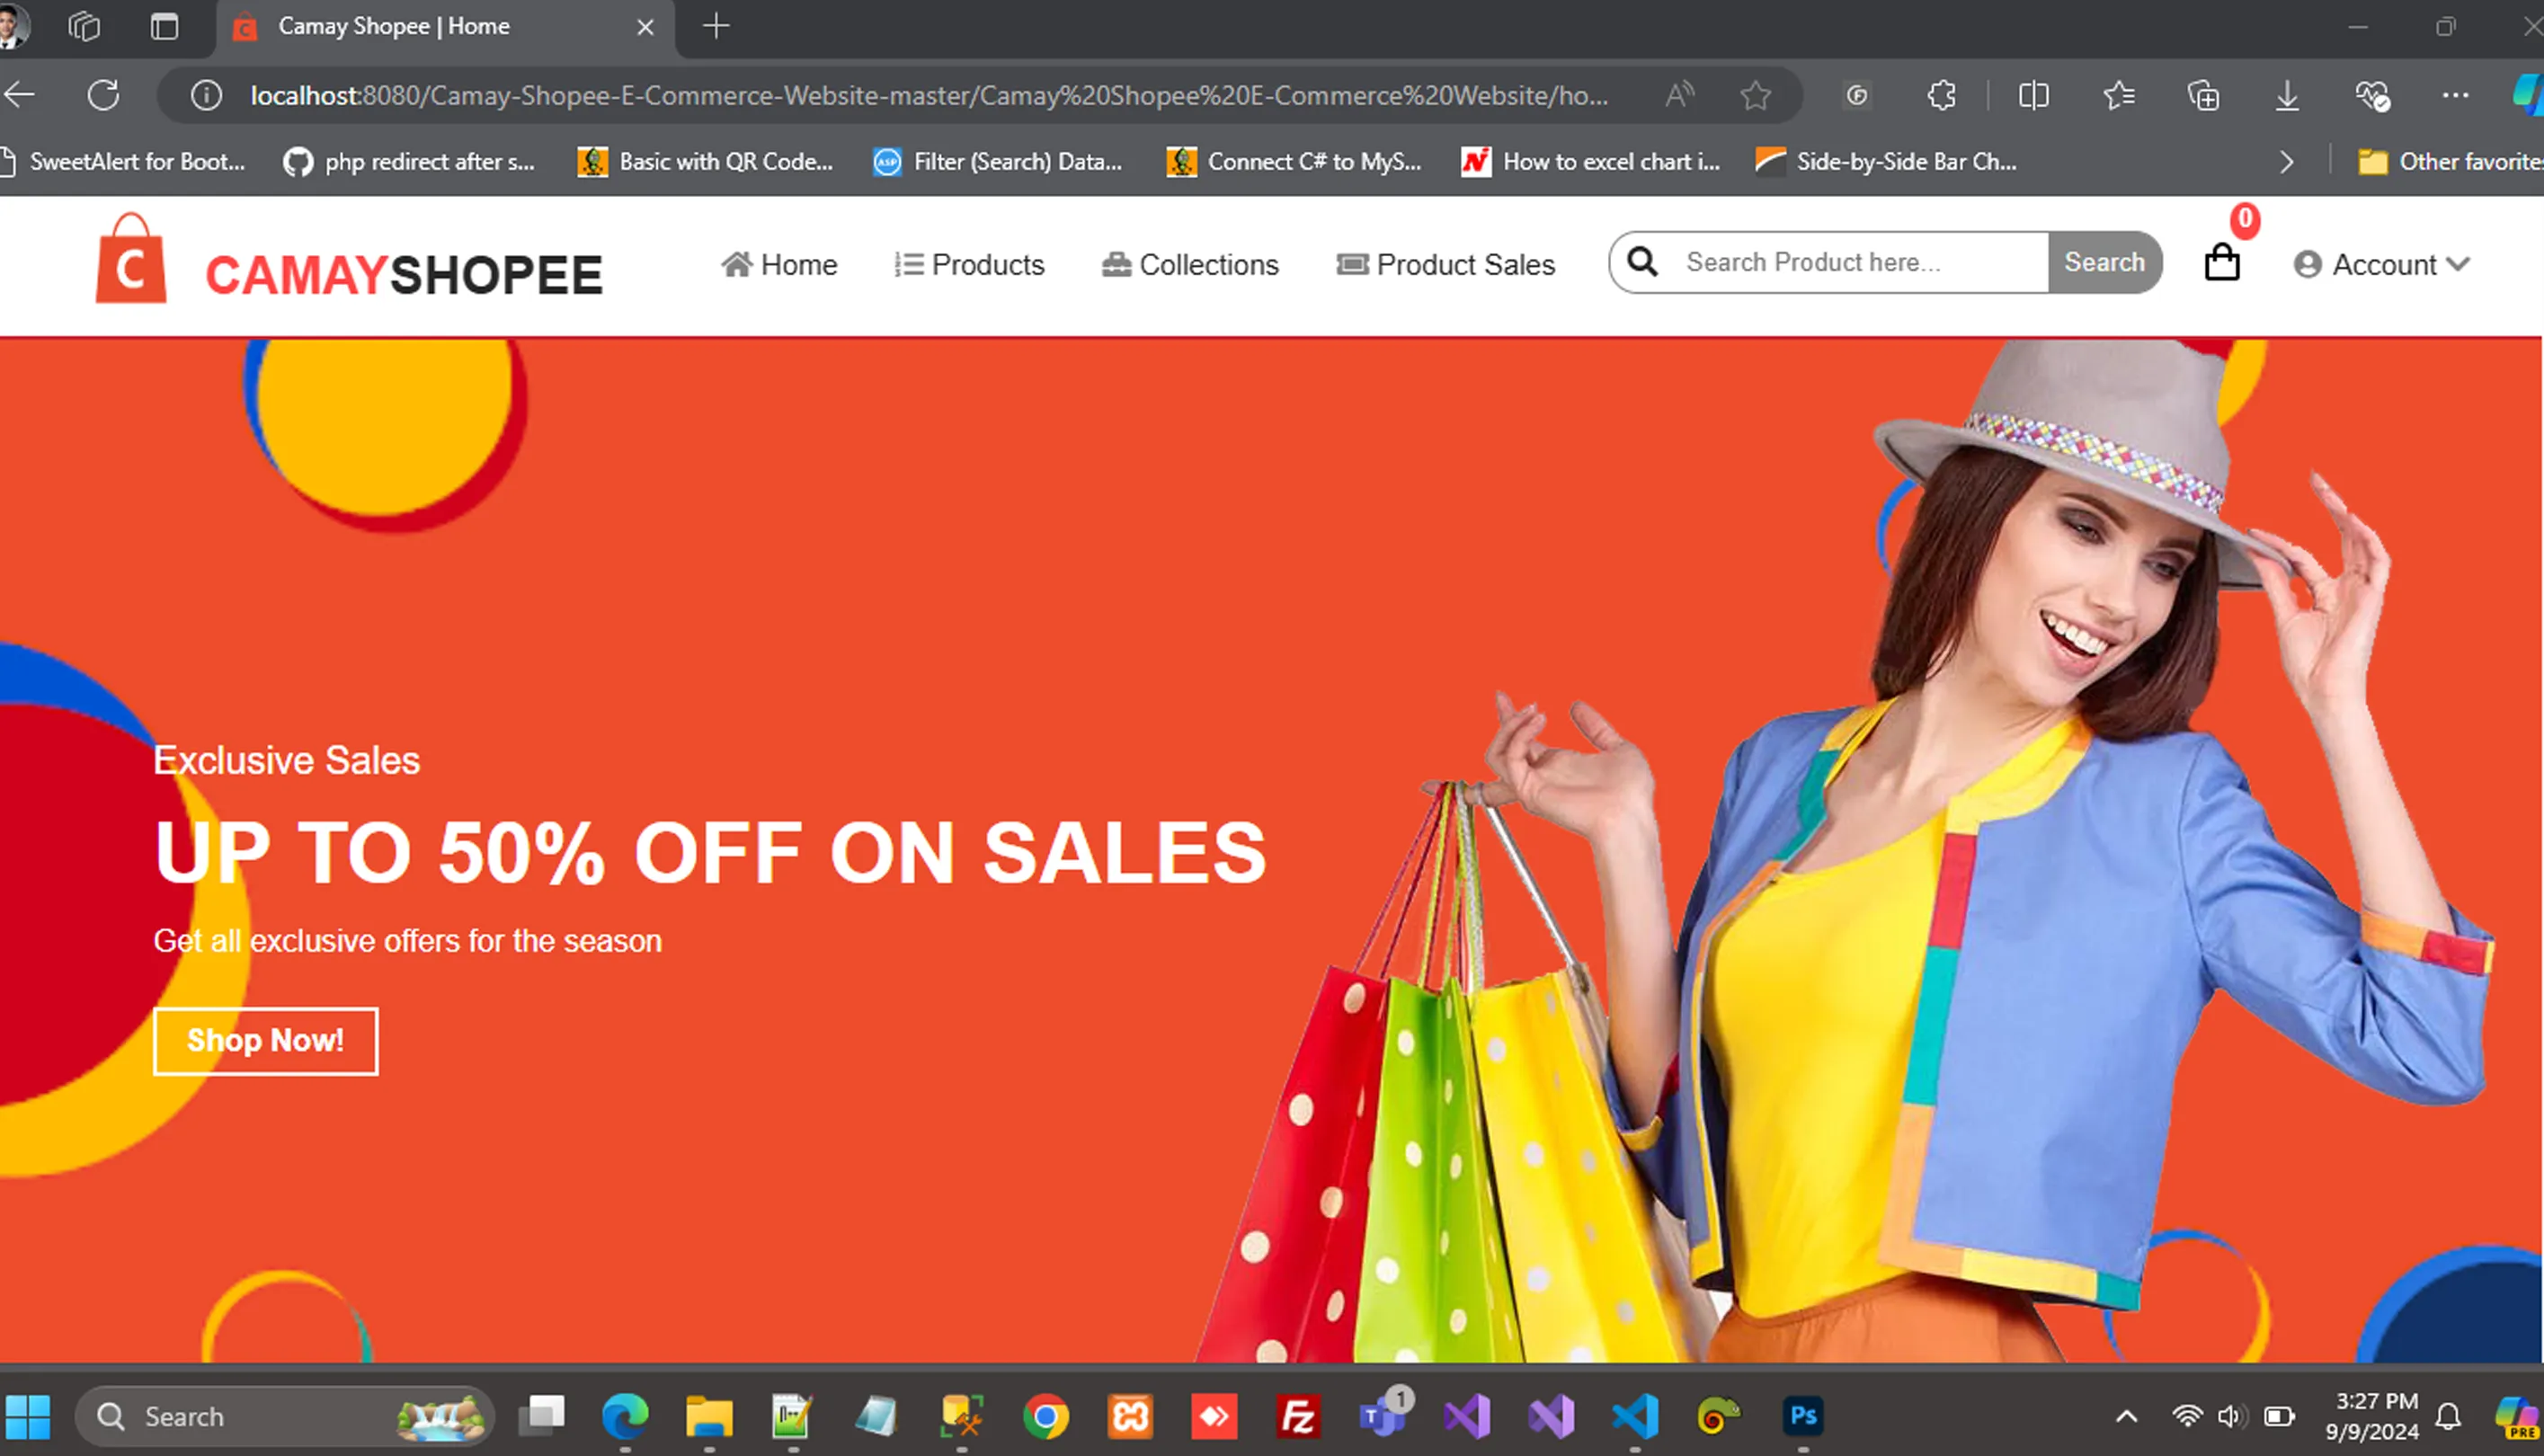 Camay Shopee | Home
localhost:8080/Camay-Shopee-E-Commerce-Website-master/Camay%20Shopee%20E-Commerce%20Website/ho...
SweetAlert for Boot... php redirect after s... Basic with QR Code... Filter (Search) Data... Connect C# to MyS... How to excel chart i... Side-by-Side Bar Ch... Other favorites
C CAMAYSHOPEE Home Products Collections Product Sales Search Product here... Search 0 Account
Exclusive Sales
UP TO 50% OFF ON SALES
Get all exclusive offers for the season
Shop Now!
Search 1 Ps 3:27 PM
9/9/2024 PRE